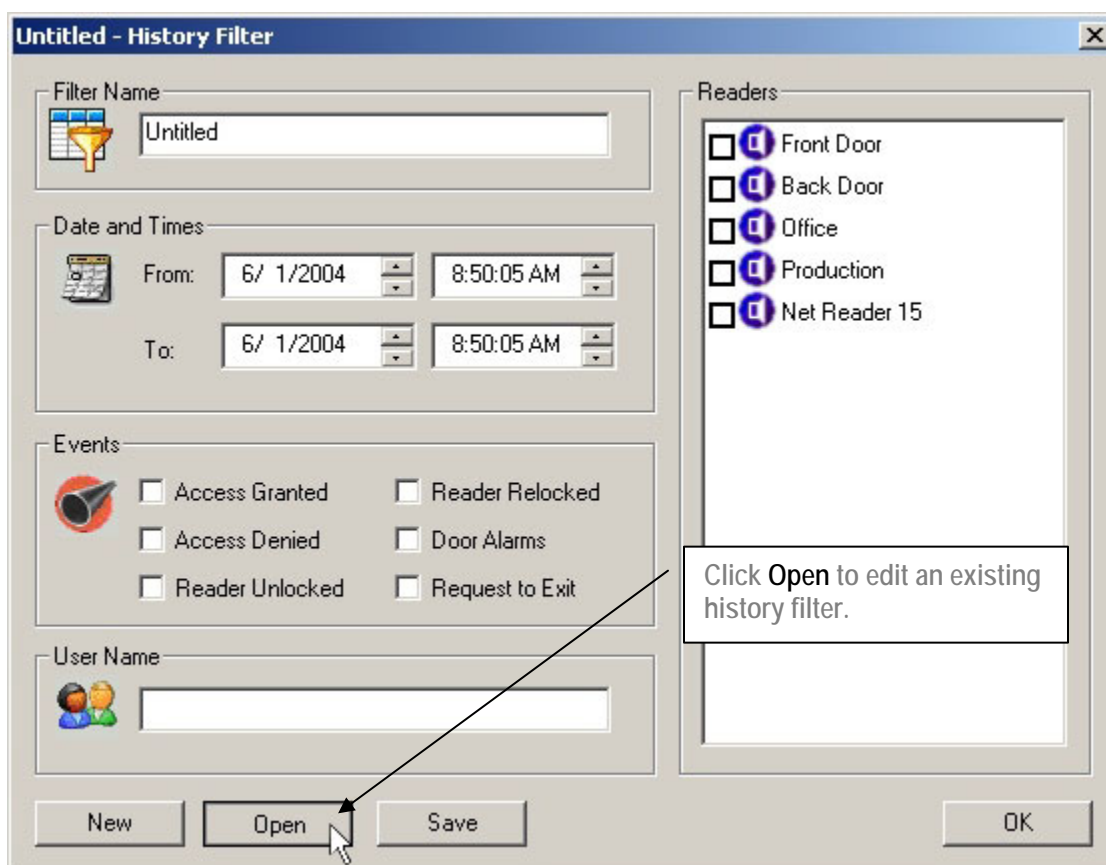 Untitled - History Filter
Filter Name
Untitled
Date and Times
From:
6/ 1/2004
8:50:05 AM
To:
6/ 1/2004
8:50:05 AM
Events
Access Granted
Reader Relocked
Access Denied
Door Alarms
Reader Unlocked
Request to Exit
User Name
Readers
Front Door
Back Door
Office
Production
Net Reader 15
Click Open to edit an existing
history filter.
New
Open
Save
OK